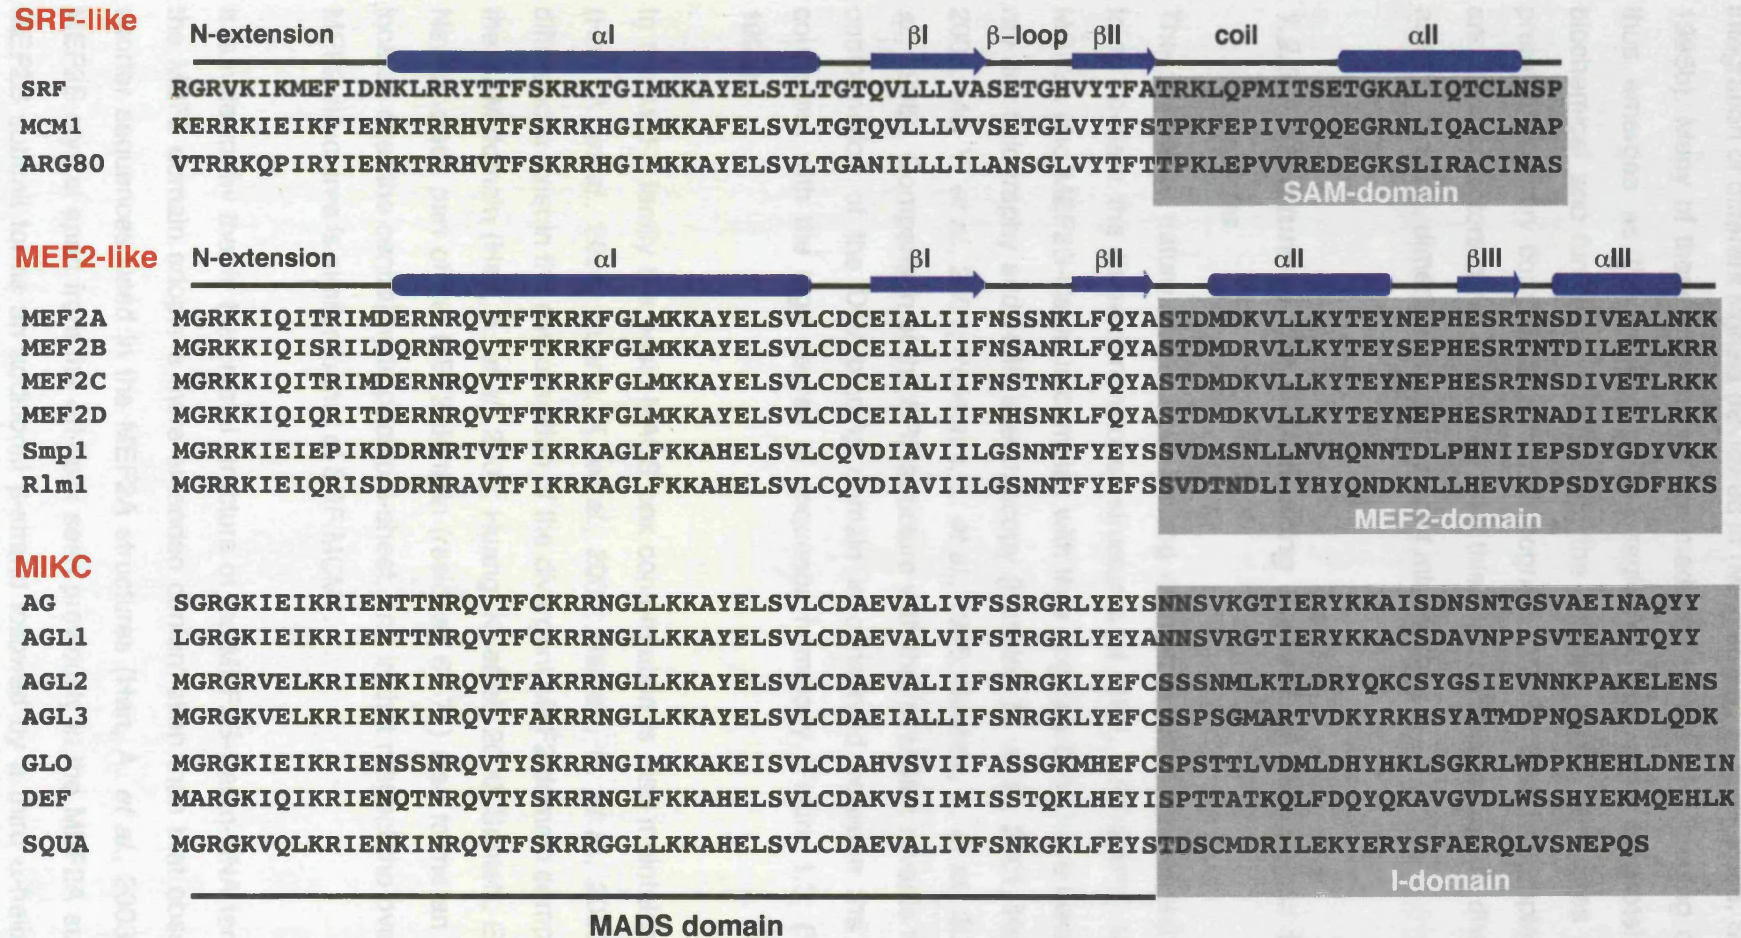 SRF-like
N-extension αI βI β-loop βII coil αII
SRF RGRVKIKMEFIDNKLRRYTTFSKRKTGIMKKAYELSTLTGTQVLLLVASETGHVYTFATRKLQPMITSETGKALIQTCLNSP
MCM1 KERRKIEIKFIENKTRRHVTFSKRKHGIMKKAFELSVLTGTQVLLLVVSETGLVYTFSTPKFEPIVTQQEGRNLIQACLNAP
ARG80 VTRRKQPIRYIENKTRRHVTFSKRRHGIMKKAYELSVLTGANILLLILANSGLVYTFTTPKLEPVVREDEGKSLIRACINAS
SAM-domain
MEF2-like
N-extension αI βI βII αII βIII αIII
MEF2A MGRKKIQITRIMDERNRQVTFTKRKFGLMKKAYELSVLCDCEIALIIFNSSNKLFQYASTDMDKVLLKYTEYNEPHESRTNSDIVEALNKK
MEF2B MGRKKIQISRILDQRNRQVTFTKRKFGLMKKAYELSVLCDCEIALIIFNSANRLFQYASTDMDRVLLKYTEYSEPHESRTNTDILETLKRR
MEF2C MGRKKIQITRIMDERNRQVTFTKRKFGLMKKAYELSVLCDCEIALIIFNSTNKLFQYASTDMDKVLLKYTEYNEPHESRTNSDIVETLRKK
MEF2D MGRKKIQIQRITDERNRQVTFTKRKFGLMKKAYELSVLCDCEIALIIFNHSNKLFQYASTDMDKVLLKYTEYNEPHESRTNADIIETLRKK
Smp1 MGRRKIEIEPIKDDRNRTVTFIKRKAGLFKKAHELSVLCQVDIAVIILGSNNTFYEYSSVDMSNLLNVHQNNTDLPHNIIEPSDYGDYVKK
Rlm1 MGRRKIEIQRISDDRNRAVTFIKRKAGLFKKAHELSVLCQVDIAVIILGSNNTFYEFSSVDTNDLIYHYQNDKNLLHEVKDPSDYGDFHKS
MEF2-domain
MIKC
AG SGRGKIEIKRIENTTNRQVTFCKRRNGLLKKAYELSVLCDAEVALIVFSSRGRLYEYSNNSVKGTIERYKKAISDNSNTGSVAEINAQYY
AGL1 LGRGKIEIKRIENTTNRQVTFCKRRNGLLKKAYELSVLCDAEVALVIFSTRGRLYEYANNSVRGTIERYKKACSDAVNPPSVTEANTQYY
AGL2 MGRGRVELKRIENKINRQVTFAKRRNGLLKKAYELSVLCDAEVALIIFSNRGKLYEFCSSSNMLKTLDRYQKCSYGSIEVNNKPAKELENS
AGL3 MGRGKVELKRIENKINRQVTFAKRRNGLLKKAYELSVLCDAEIALLIFSNRGKLYEFCSSPSGMARTVDKYRKHSYATMDPNQSAKDLQDK
GLO MGRGKIEIKRIENSSNRQVTYSKRRNGIMKKAKEISVLCDAHVSVIIFASSGKMHEFCSPSTTLVDMLDHYHKLSGKRLWDPKHEHLDNEIN
DEF MARGKIQIKRIENQTNRQVTYSKRRNGLFKKAHELSVLCDAKVSIIMISSTQKLHEYISPTTATKQLFDQYQKAVGVDLWSSHYEKMQEHLK
SQUA MGRGKVQLKRIENKINRQVTFSKRRGGLLKKAHELSVLCDAEVALIVFSNKGKLFEYSTDSCMDRILEKYERYSFAERQLVSNEPQS
I-domain
MADS domain